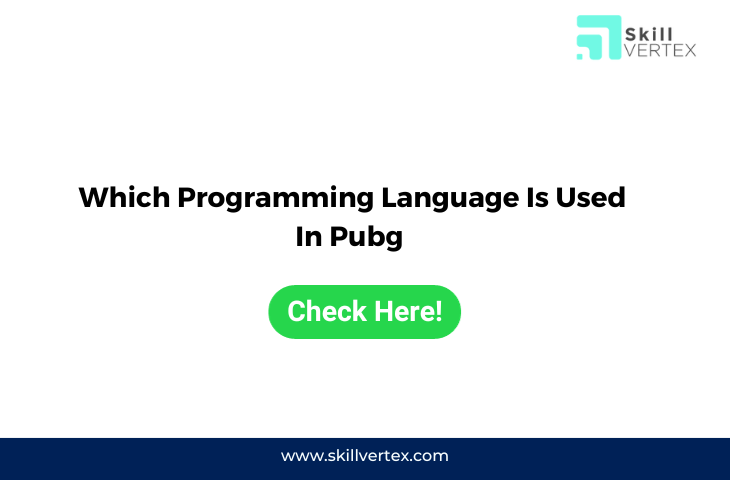 Skill
VERTEX
Which Programming Language Is Used
In Pubg
Check Here!
www.skillvertex.com